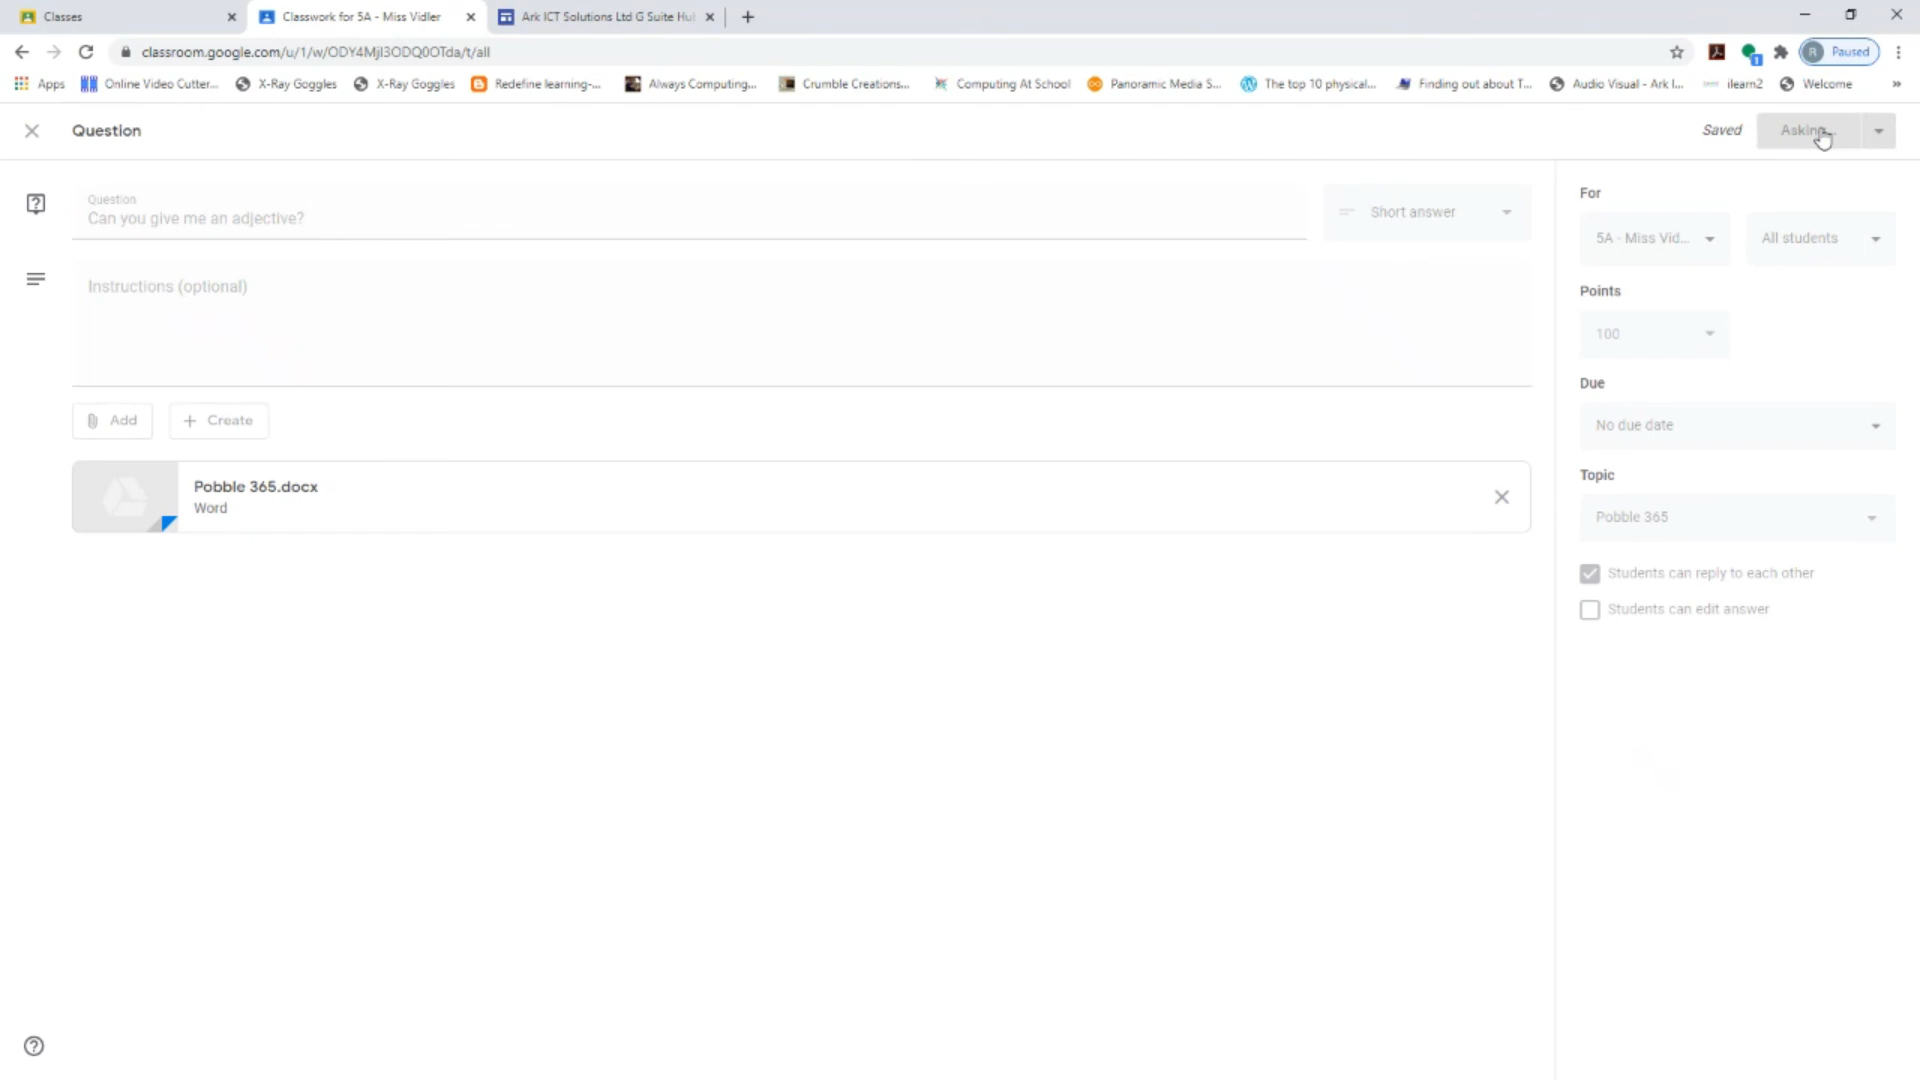 Classes
Classwork for 5A - Miss Vidler
Ark ICT Solutions Ltd G Suite Hu
classroom.google.com/u/1/w/ODY4MjI3ODQ0OTda/t/all
R Paused
Apps
Online Video Cutter...
X-Ray Goggles
X-Ray Goggles
Redefine learning-...
Always Computing...
Crumble Creations...
Computing At School
Panoramic Media S...
The top 10 physical...
Finding out about T...
Audio Visual - Ark I...
ilearn2
Welcome
»
Question
Saved
Asking...
Question
Can you give me an adjective?
Short answer
Instructions (optional)
Add
Create
Pobble 365.docx
Word
For
5A - Miss Vid...
All students
Points
100
Due
No due date
Topic
Pobble 365
Students can reply to each other
Students can edit answer